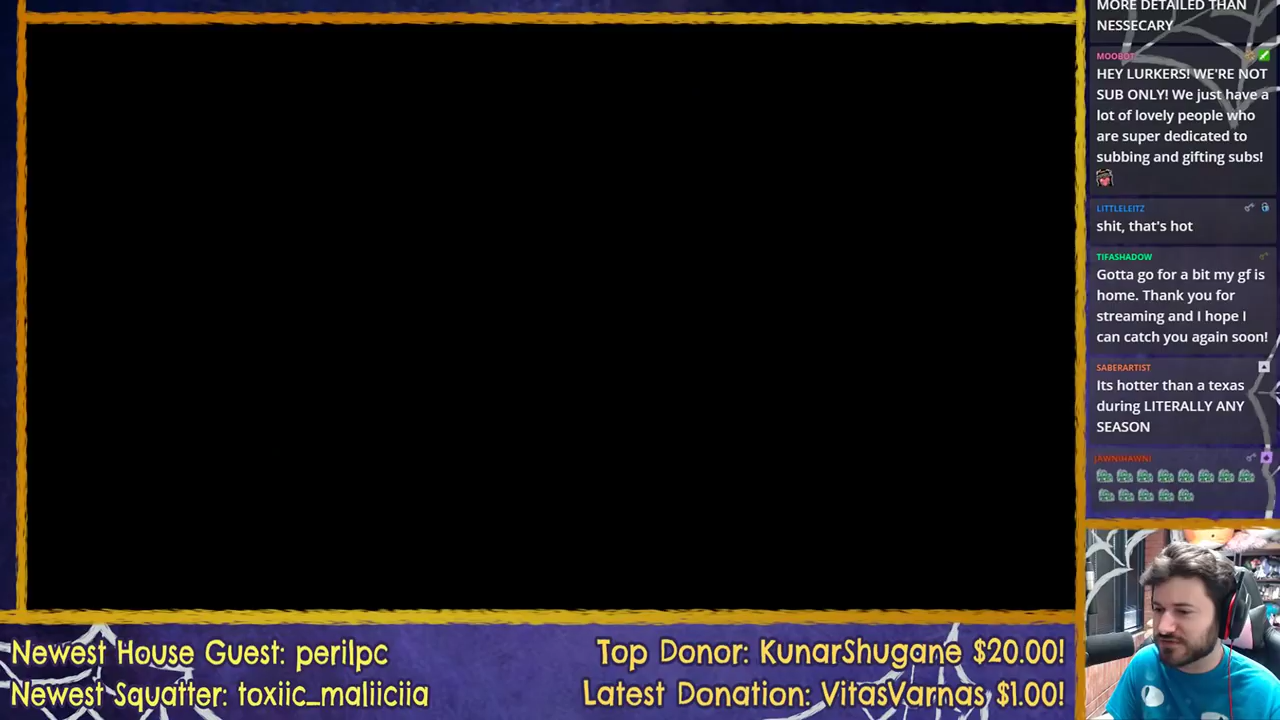 MORE DETAILED THAN
NESSECARY
MOOBOT
HEY LURKERS! WE'RE NOT
SUB ONLY! We just have a
lot of lovely people who
are super dedicated to
subbing and gifting subs!
LITTLELEITZ
shit, that's hot
TIFASHADOW
Gotta go for a bit my gf is
home. Thank you for
streaming and I hope I
can catch you again soon!
SABERARTIST
Its hotter than a texas
during LITERALLY ANY
SEASON
Newest House Guest: perilpc
Newest Squatter: toxiic_maliiciia
Top Donor: KunarShugane $20.00!
Latest Donation: VitasVarnas $1.00!